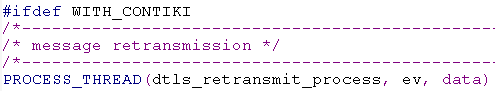 #ifdef WITH_CONTIKI
/*-----------------------------------------------
/* message retransmission */
/*-----------------------------------------------
PROCESS_THREAD(dtls_retransmit_process, ev, data)